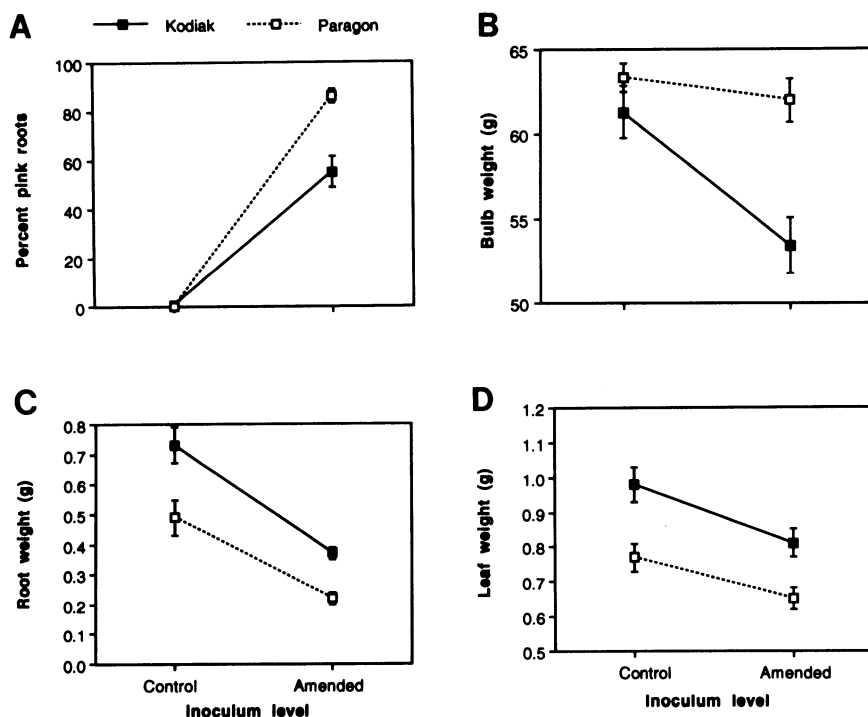 A
Kodiak
Paragon
Percent pink roots
100
80
60
40
20
0
B
Bulb weight (g)
65
60
55
50
C
Root weight (g)
0.8
0.7
0.6
0.5
0.4
0.3
0.2
0.1
0.0
Control
Amended
Inoculum level
D
Leaf weight (g)
1.2
1.1
1.0
0.9
0.8
0.7
0.6
0.5
Control
Amended
Inoculum level